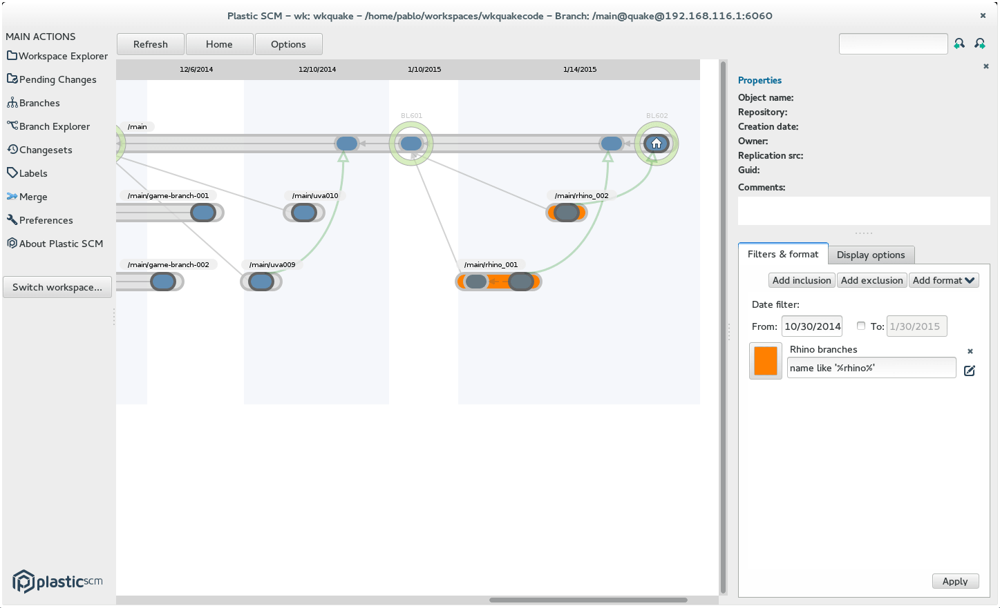 Plastic SCM – wk: wkquake – /home/pablo/workspaces/wkquakecode – Branch: /main@quake@192.168.116.1:6060
MAIN ACTIONS
Workspace Explorer
Pending Changes
Branches
Branch Explorer
Changesets
Labels
Merge
Preferences
About Plastic SCM
Switch workspace...
plasticscm
Refresh
Home
Options
12/6/2014
12/10/2014
1/10/2015
1/14/2015
BL601
BL602
/main
/main/game-branch-001
/main/uva010
/main/rhino_002
/main/game-branch-002
/main/uva009
/main/rhino_001
Properties
Object name:
Repository:
Creation date:
Owner:
Replication src:
Guid:
Comments:
Filters & format
Display options
Add inclusion
Add exclusion
Add format
Date filter:
From: 10/30/2014 To: 1/30/2015
Rhino branches
name like '%rhino%'
Apply